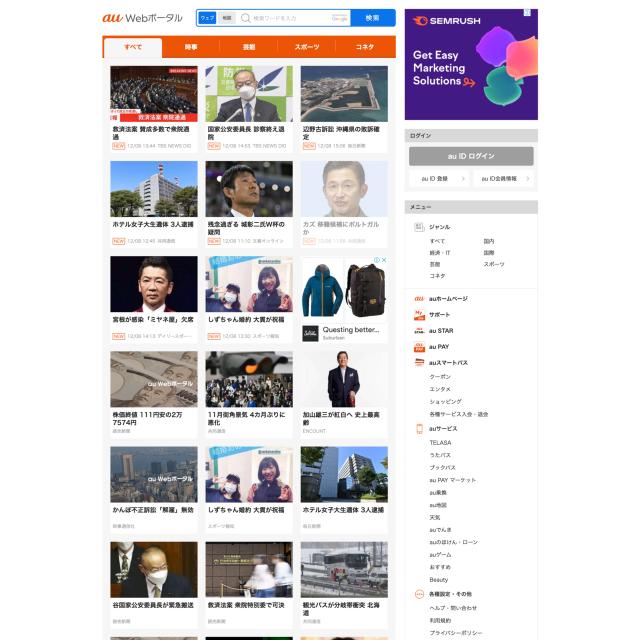 au Webポータル
ウェブ
検索ワードを入力
Google
検索
すべて
時事
芸能
スポーツ
コネタ
BREAKING NEWS
救済法案 衆院通過
救済法案 賛成多数で衆院通過
NEW 12/08 13:44 TBS NEWS DIG
国家公安委員長 診察終え退院
NEW 12/08 14:53 TBS NEWS DIG
辺野古訴訟 沖縄県の敗訴確定
NEW 12/08 15:06 毎日新聞
ホテル女子大生遺体 3人逮捕
NEW 12/08 12:45 共同通信
残念過ぎる 城彰二氏W杯の疑問
NEW 12/08 11:10 文春オンライン
カズ 移籍候補にポルトガルか
NEW 12/08 11:58 共同通信
宮根が感染「ミヤネ屋」欠席
NEW 12/08 14:13 デイリースポー…
しずちゃん婚約 大賀が祝福
NEW 12/08 13:30 スポーツ報知
Questing better...
Suburbsen
au Webポータル
株価終値 111円安の2万7574円
読売新聞
11月街角景気 4カ月ぶりに悪化
共同通信
加山雄三が紅白へ 史上最高齢
ENCOUNT
au Webポータル
かんぽ不正訴訟「解雇」無効
時事通信社
しずちゃん婚約 大賀が祝福
スポーツ報知
ホテル女子大生遺体 3人逮捕
毎日新聞
谷国家公安委員長が緊急搬送
読売新聞
救済法案 衆院特別委で可決
共同通信
観光バスが分岐帯衝突 北海道
共同通信
SEMRUSH
Get Easy
Marketing
Solutions
ログイン
au ID ログイン
au ID 登録
au ID会員情報
メニュー
ジャンル
すべて
国内
経済・IT
国際
芸能
スポーツ
コネタ
auホームページ
サポート
au STAR
au PAY
auスマートパス
クーポン
エンタメ
ショッピング
各種サービス入会・退会
auサービス
TELASA
うたパス
ブックパス
au PAY マーケット
au乗換
au地図
天気
auでんき
auのほけん・ローン
auゲーム
おすすめ
Beauty
各種設定・その他
ヘルプ・問い合わせ
利用規約
プライバシーポリシー